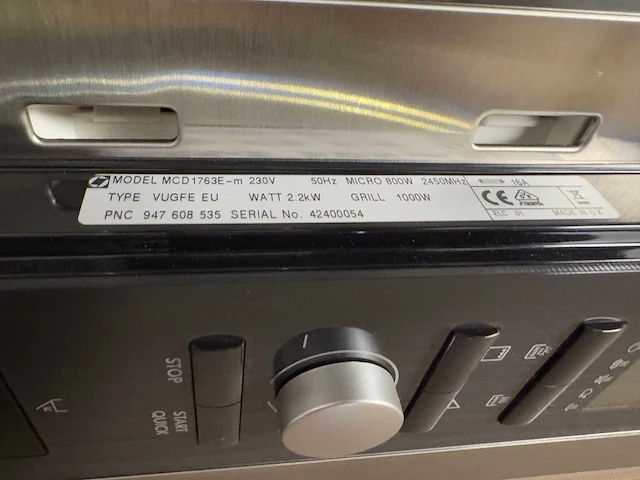 MODEL MCD1763E-m 230V 50Hz MICRO 800W 2450MHz 16A
TYPE VUGFE EU WATT 2.2kW GRILL 1000W
PNC 947 608 535 SERIAL No. 42400054
CE
MADE IN U.K.
STOP
START
QUICK